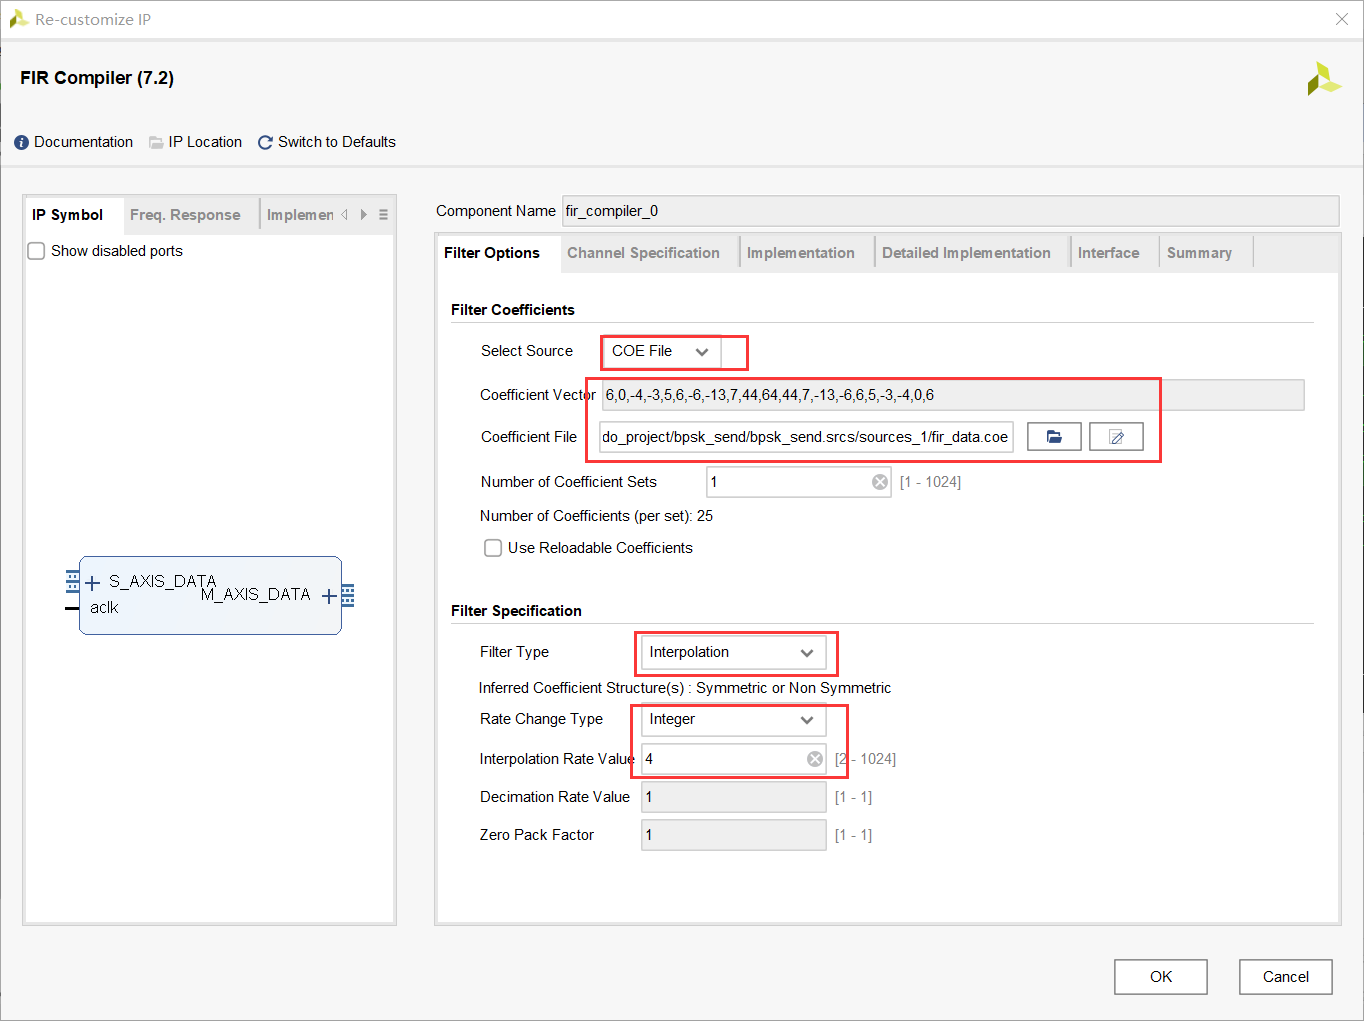 Re-customize IP
FIR Compiler (7.2)
Documentation IP Location Switch to Defaults
IP Symbol Freq. Response Implemen
Show disabled ports
S_AXIS_DATA
M_AXIS_DATA
aclk
Component Name fir_compiler_0
Filter Options Channel Specification Implementation Detailed Implementation Interface Summary
Filter Coefficients
Select Source COE File
Coefficient Vector 6,0,-4,-3,5,6,-6,-13,7,44,64,44,7,-13,-6,6,5,-3,-4,0,6
Coefficient File do_project/bpsk_send/bpsk_send.srcs/sources_1/fir_data.coe
Number of Coefficient Sets 1 [1 - 1024]
Number of Coefficients (per set): 25
Use Reloadable Coefficients
Filter Specification
Filter Type Interpolation
Inferred Coefficient Structure(s) : Symmetric or Non Symmetric
Rate Change Type Integer
Interpolation Rate Value 4 [2 - 1024]
Decimation Rate Value 1 [1 - 1]
Zero Pack Factor 1 [1 - 1]
OK Cancel